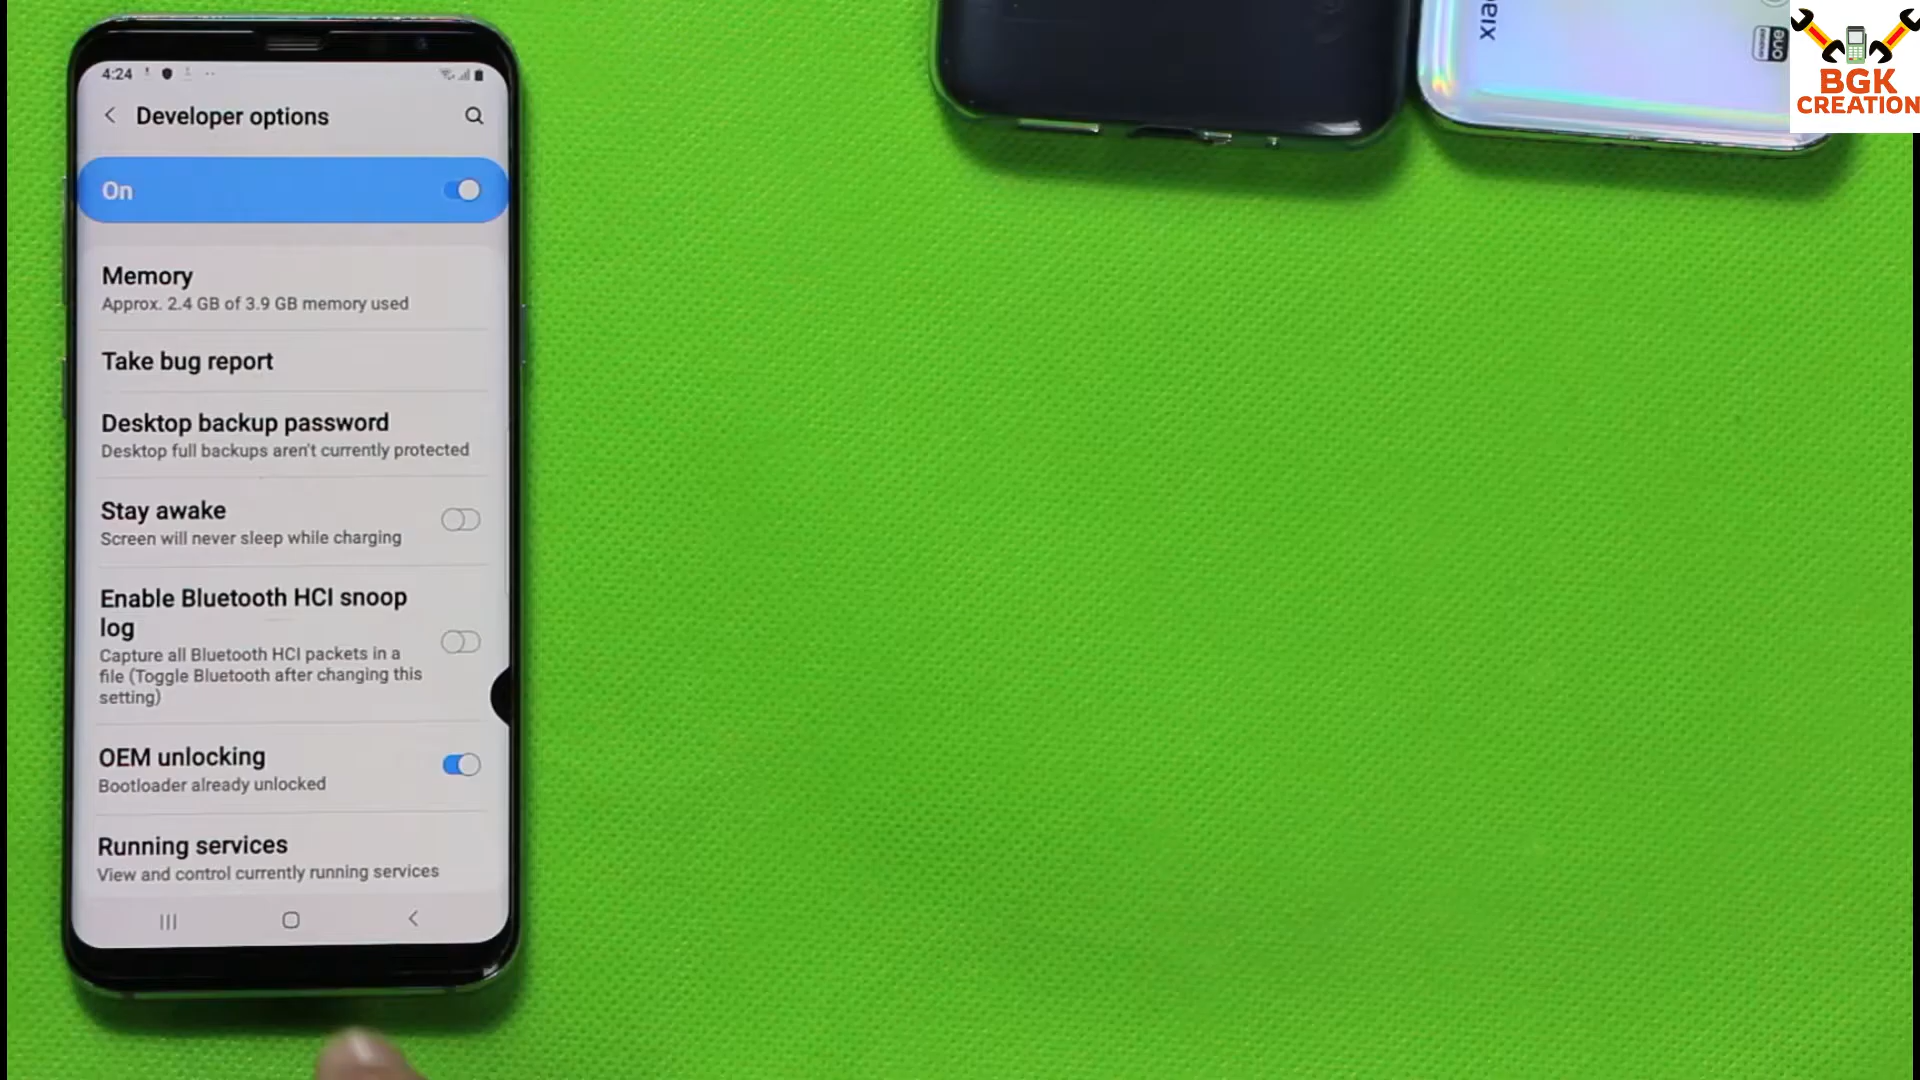 4:24
Developer options
On
Memory
Approx. 2.4 GB of 3.9 GB memory used
Take bug report
Desktop backup password
Desktop full backups aren't currently protected
Stay awake
Screen will never sleep while charging
Enable Bluetooth HCI snoop
log
Capture all Bluetooth HCI packets in a
file (Toggle Bluetooth after changing this
setting)
OEM unlocking
Bootloader already unlocked
Running services
View and control currently running services
one
BGK
CREATION